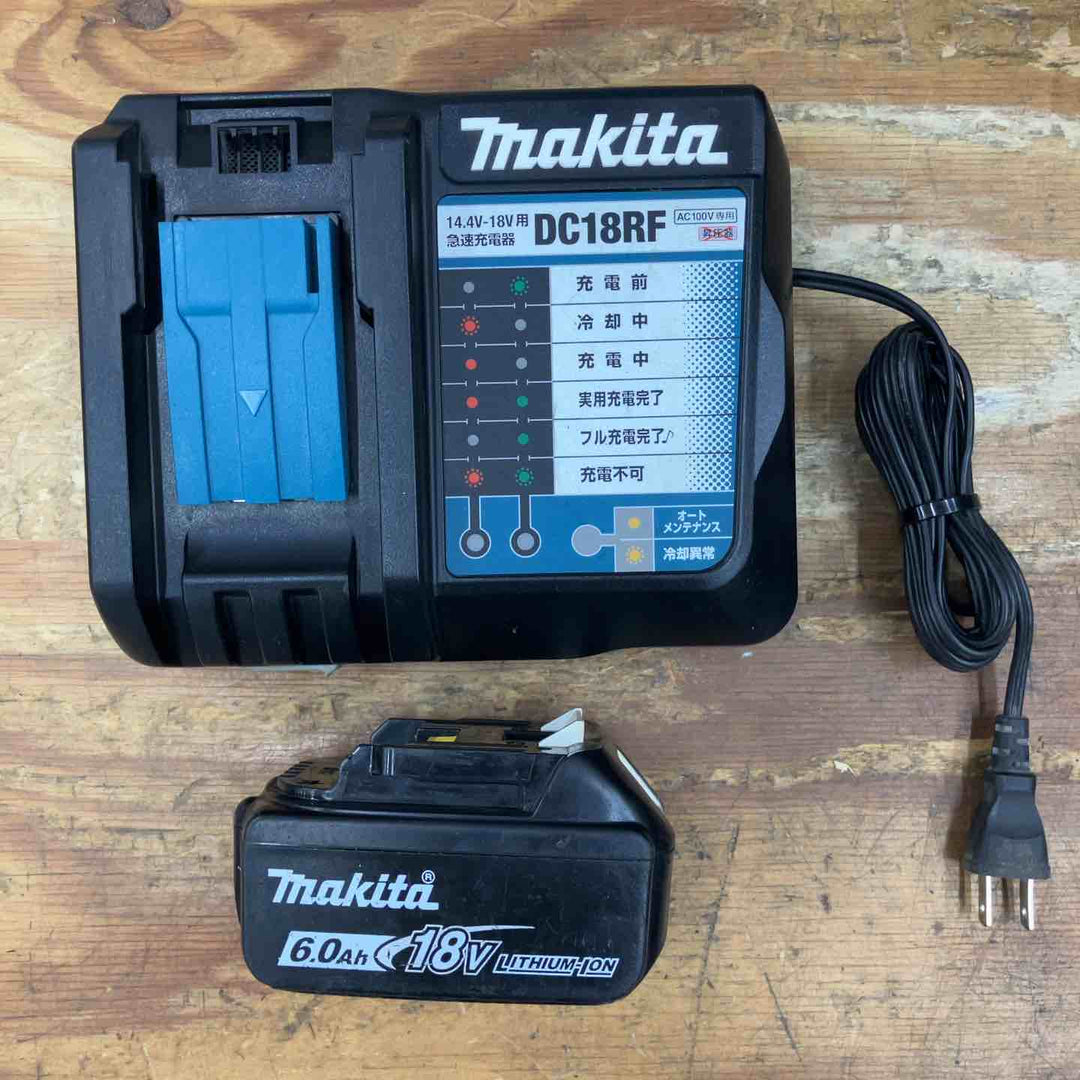 makita
14.4V-18V用
急速充電器
DC18RF
AC100V専用
昇圧器
充電前
冷却中
充電中
実用充電完了
フル充電完了♪
充電不可
オート
メンテナンス
冷却異常
makita®
6.0Ah 18V LITHIUM-ION